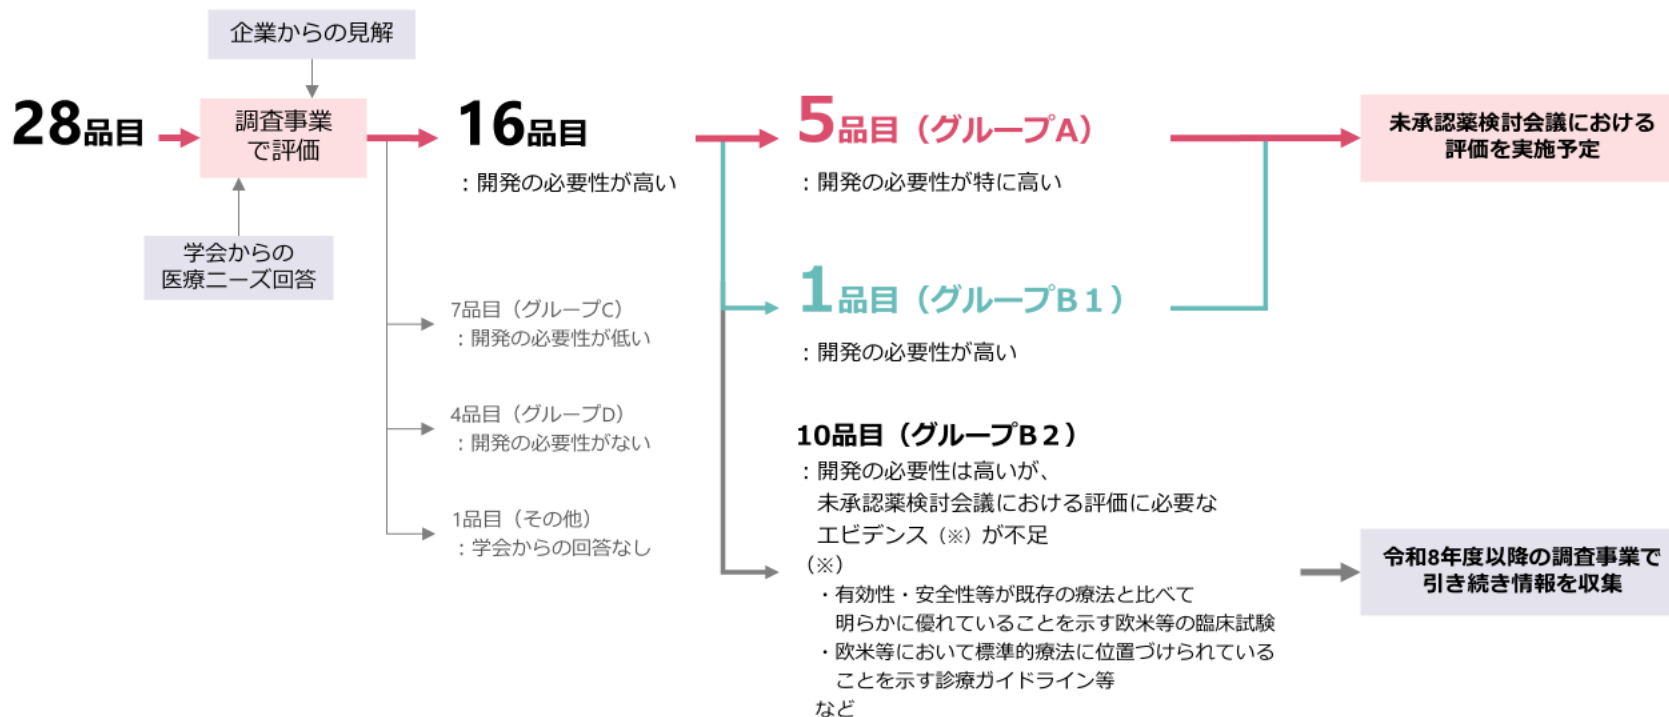 企業からの見解
28品目
調査事業
で評価
学会からの
医療ニーズ回答
16品目
：開発の必要性が高い
7品目（グループC）
：開発の必要性が低い
4品目（グループD）
：開発の必要性がない
1品目（その他）
：学会からの回答なし
5品目（グループA）
：開発の必要性が特に高い
1品目（グループB１）
：開発の必要性が高い
10品目（グループB２）
：開発の必要性は高いが、
未承認薬検討会議における評価に必要な
エビデンス（※）が不足
（※）
・有効性・安全性等が既存の療法と比べて
明らかに優れていることを示す欧米等の臨床試験
・欧米等において標準的療法に位置づけられている
ことを示す診療ガイドライン等
など
未承認薬検討会議における
評価を実施予定
令和8年度以降の調査事業で
引き続き情報を収集